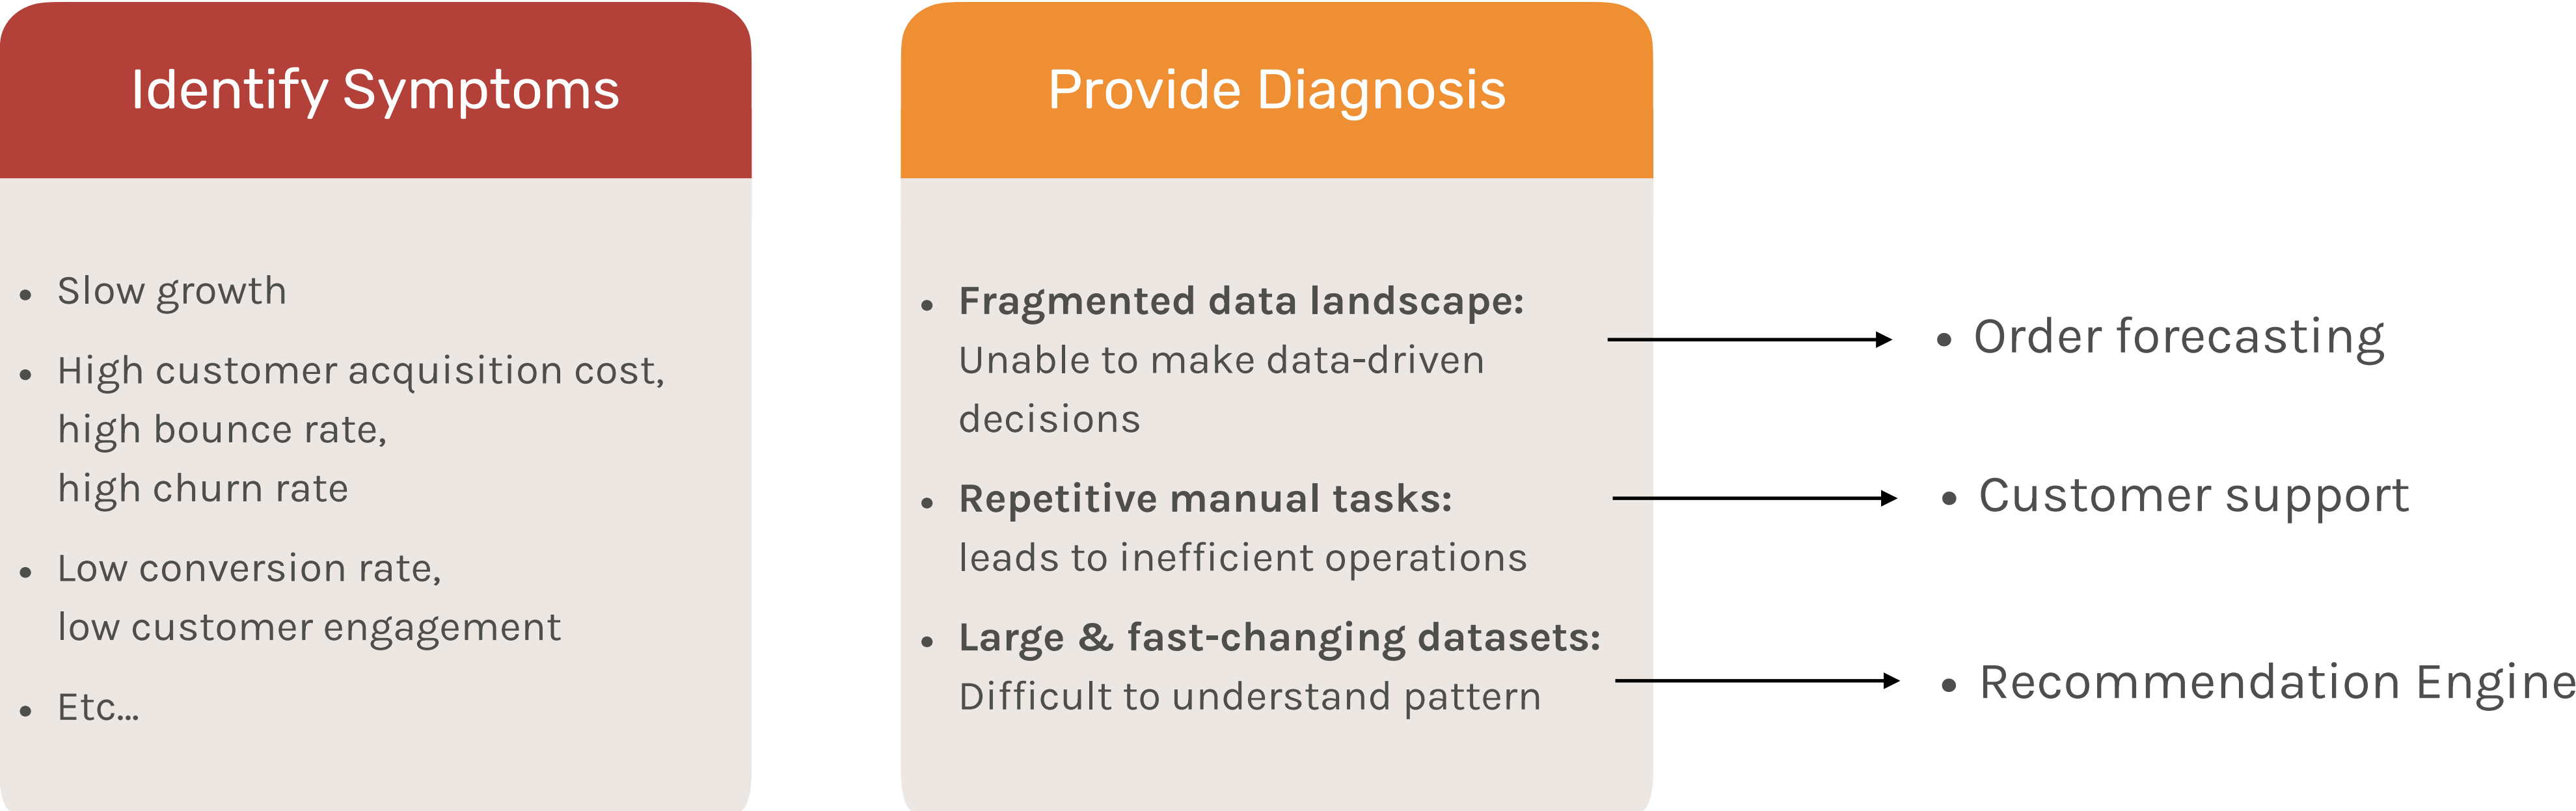 Identify Symptoms
• Slow growth
• High customer acquisition cost,
high bounce rate,
high churn rate
• Low conversion rate,
low customer engagement
• Etc...
Provide Diagnosis
• Fragmented data landscape:
Unable to make data-driven
decisions
• Repetitive manual tasks:
leads to inefficient operations
• Large & fast-changing datasets:
Difficult to understand pattern
• Order forecasting
• Customer support
• Recommendation Engine